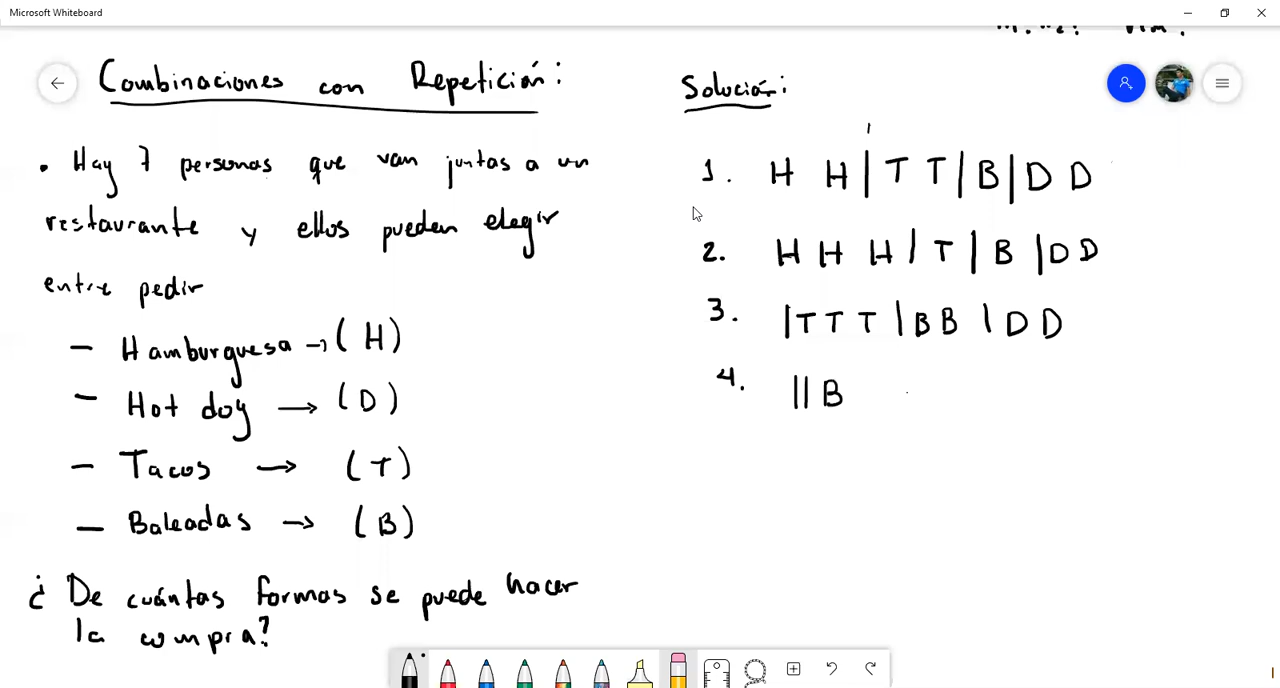 Microsoft Whiteboard
Combinaciones con Repetición:
• Hay 7 personas que van juntas a un
restaurante y ellos pueden elegir
entre pedir
- Hamburguesa → (H)
- Hot dog → (D)
- Tacos → (T)
- Baleadas → (B)
¿ De cuántas formas se puede hacer
la compra?
Solución:
1. H H | T T | B | D D
2. H H H | T | B | D D
3. | T T T | B B | D D
4. || B